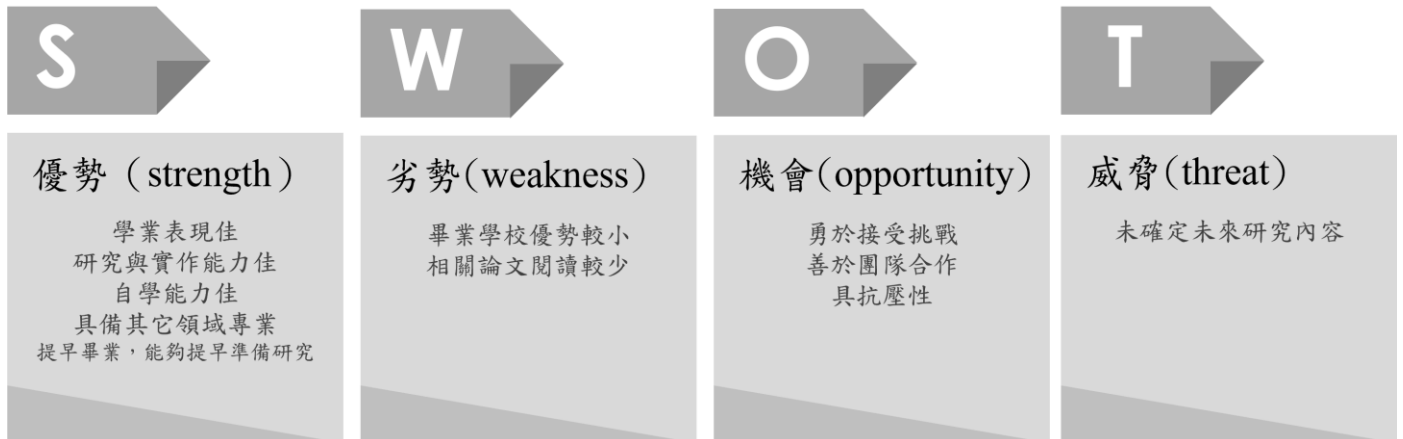 S
優勢（strength）
學業表現佳
研究與實作能力佳
自學能力佳
具備其它領域專業
提早畢業，能夠提早準備研究
W
劣勢(weakness)
畢業學校優勢較小
相關論文閱讀較少
O
機會(opportunity)
勇於接受挑戰
善於團隊合作
具抗壓性
T
威脅(threat)
未確定未來研究內容